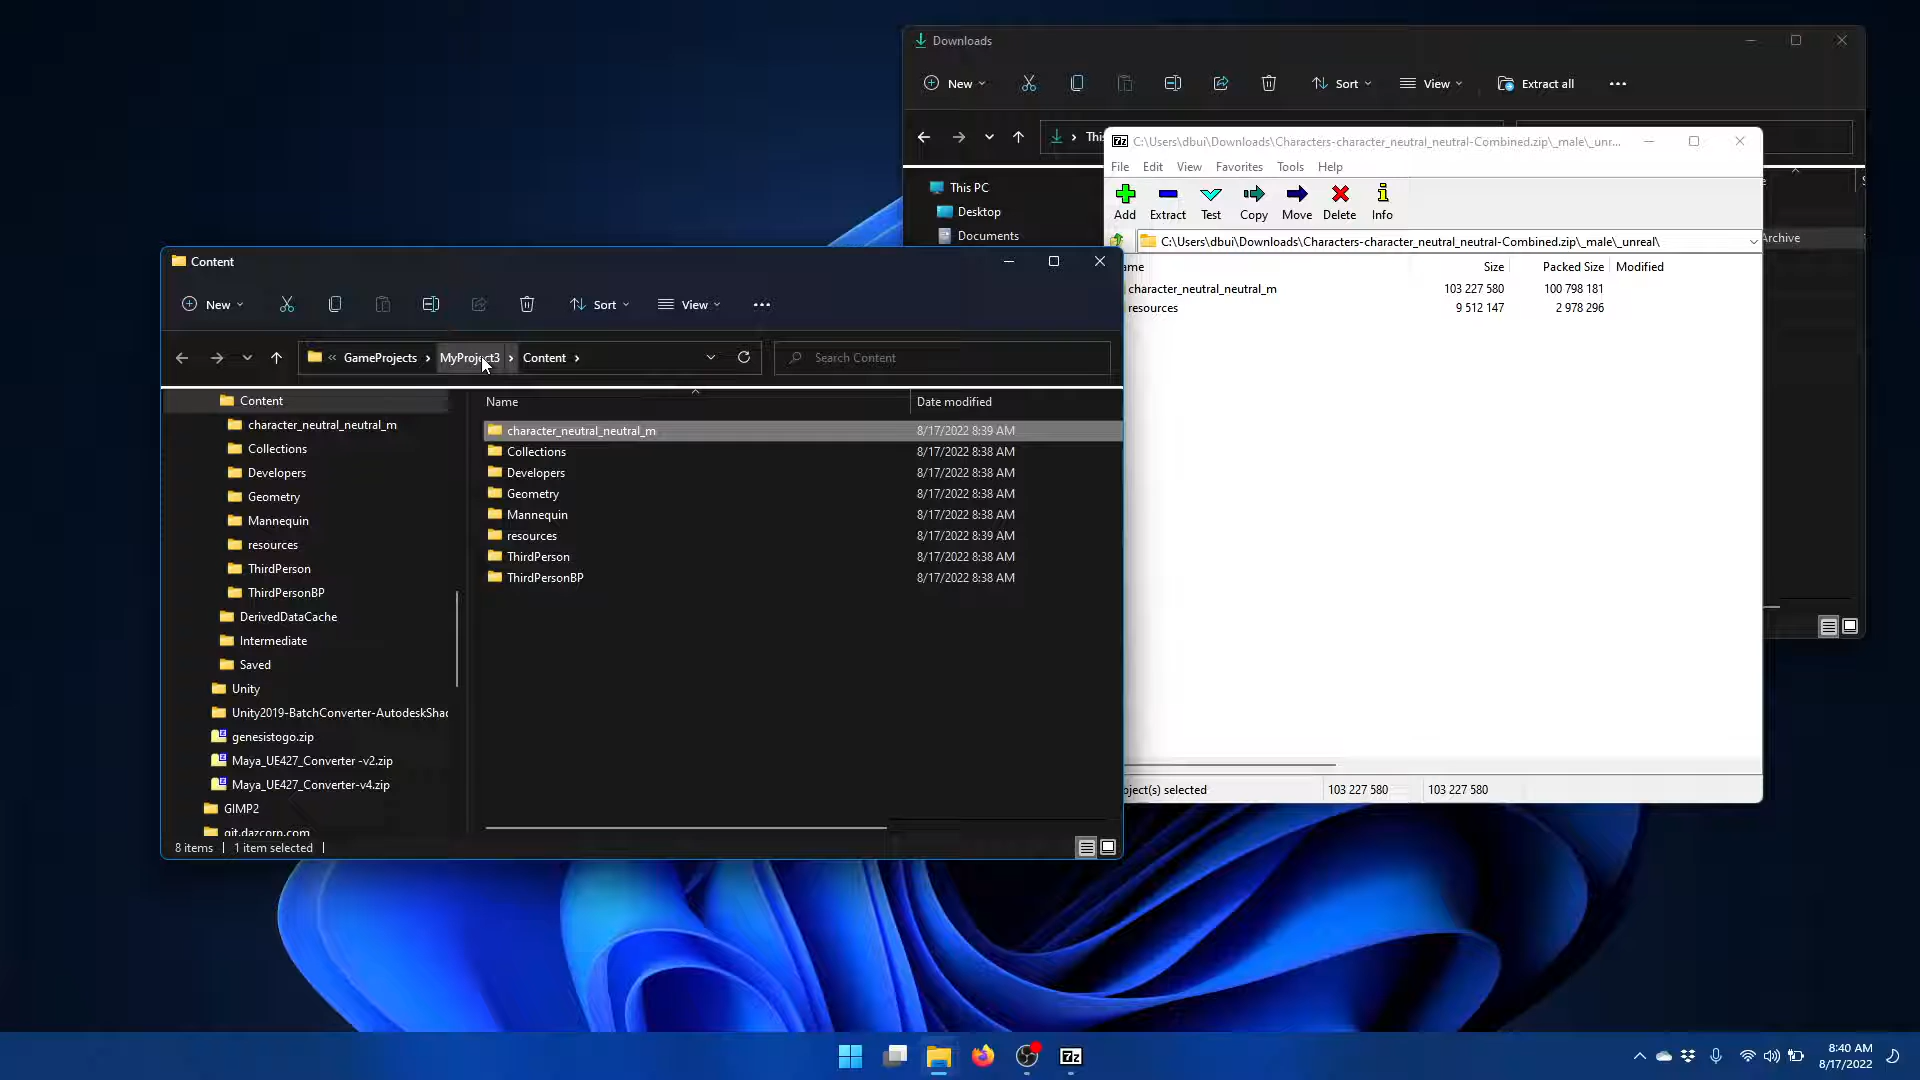 Downloads
New
Sort
View
Extract all
This PC
Desktop
Documents
C:\Users\dbui\Downloads\Characters-character_neutral_neutral-Combined.zip\_male\_unr...
File Edit View Favorites Tools Help
Add Extract Test Copy Move Delete Info
C:\Users\dbui\Downloads\Characters-character_neutral_neutral-Combined.zip\_male\_unreal\
Archive
Size Packed Size Modified
character_neutral_neutral_m 103 227 580 100 798 181
resources 9 512 147 2 978 296
103 227 580 103 227 580
Content
New Sort View
GameProjects MyProject3 Content
Search Content
Content
character_neutral_neutral_m
Collections
Developers
Geometry
Mannequin
resources
ThirdPerson
ThirdPersonBP
DerivedDataCache
Intermediate
Saved
Unity
Unity2019-BatchConverter-AutodeskShac
genesistogo.zip
Maya_UE427_Converter -v2.zip
Maya_UE427_Converter-v4.zip
GIMP2
git.dazcorp.com
Name Date modified
character_neutral_neutral_m 8/17/2022 8:39 AM
Collections 8/17/2022 8:38 AM
Developers 8/17/2022 8:38 AM
Geometry 8/17/2022 8:38 AM
Mannequin 8/17/2022 8:38 AM
resources 8/17/2022 8:39 AM
ThirdPerson 8/17/2022 8:38 AM
ThirdPersonBP 8/17/2022 8:38 AM
8 items 1 item selected
8:40 AM
8/17/2022